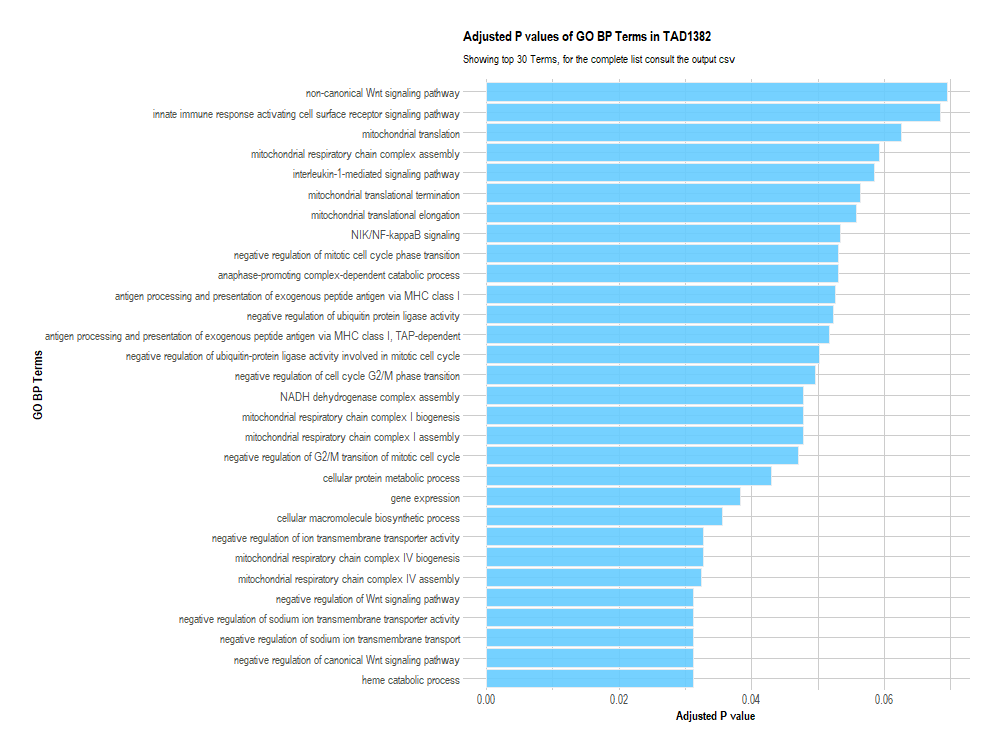 Adjusted P values of GO BP Terms in TAD1382
Showing top 30 Terms, for the complete list consult the output csv
GO BP Terms
non-canonical Wnt signaling pathway
innate immune response activating cell surface receptor signaling pathway
mitochondrial translation
mitochondrial respiratory chain complex assembly
interleukin-1-mediated signaling pathway
mitochondrial translational termination
mitochondrial translational elongation
NIK/NF-kappaB signaling
negative regulation of mitotic cell cycle phase transition
anaphase-promoting complex-dependent catabolic process
antigen processing and presentation of exogenous peptide antigen via MHC class I
negative regulation of ubiquitin protein ligase activity
antigen processing and presentation of exogenous peptide antigen via MHC class I, TAP-dependent
negative regulation of ubiquitin-protein ligase activity involved in mitotic cell cycle
negative regulation of cell cycle G2/M phase transition
NADH dehydrogenase complex assembly
mitochondrial respiratory chain complex I biogenesis
mitochondrial respiratory chain complex I assembly
negative regulation of G2/M transition of mitotic cell cycle
cellular protein metabolic process
gene expression
cellular macromolecule biosynthetic process
negative regulation of ion transmembrane transporter activity
mitochondrial respiratory chain complex IV biogenesis
mitochondrial respiratory chain complex IV assembly
negative regulation of Wnt signaling pathway
negative regulation of sodium ion transmembrane transporter activity
negative regulation of sodium ion transmembrane transport
negative regulation of canonical Wnt signaling pathway
heme catabolic process
0.00 0.02 0.04 0.06
Adjusted P value